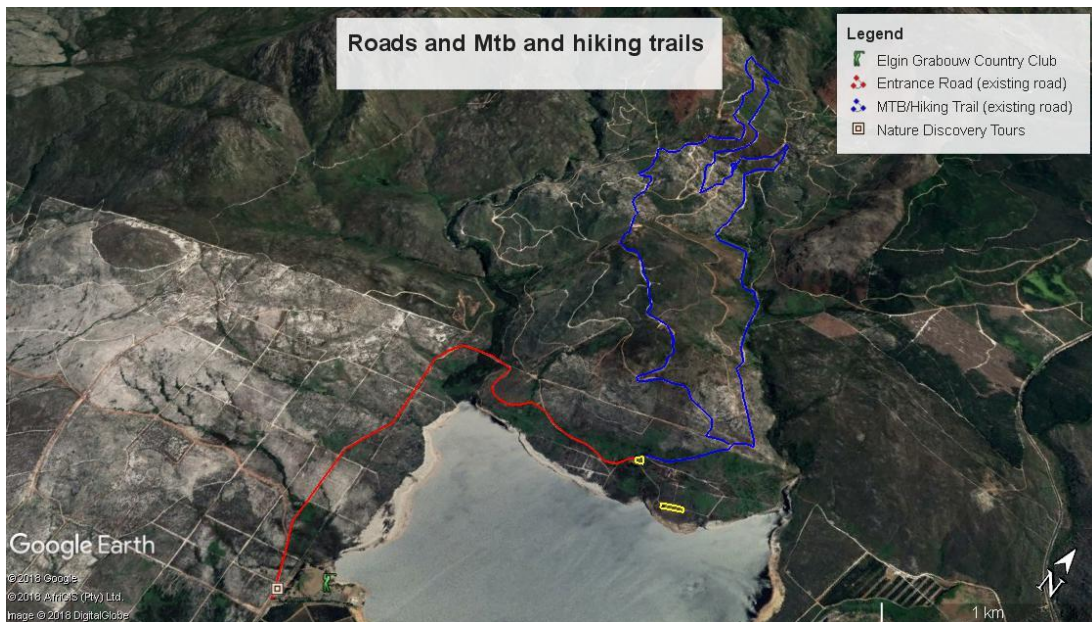 Roads and Mtb and hiking trails
Legend
Elgin Grabouw Country Club
Entrance Road (existing road)
MTB/Hiking Trail (existing road)
Nature Discovery Tours
Google Earth
©2018 Google
©2018 AfriGIS (Pty) Ltd.
Image ©2018 DigitalGlobe
N
1 km